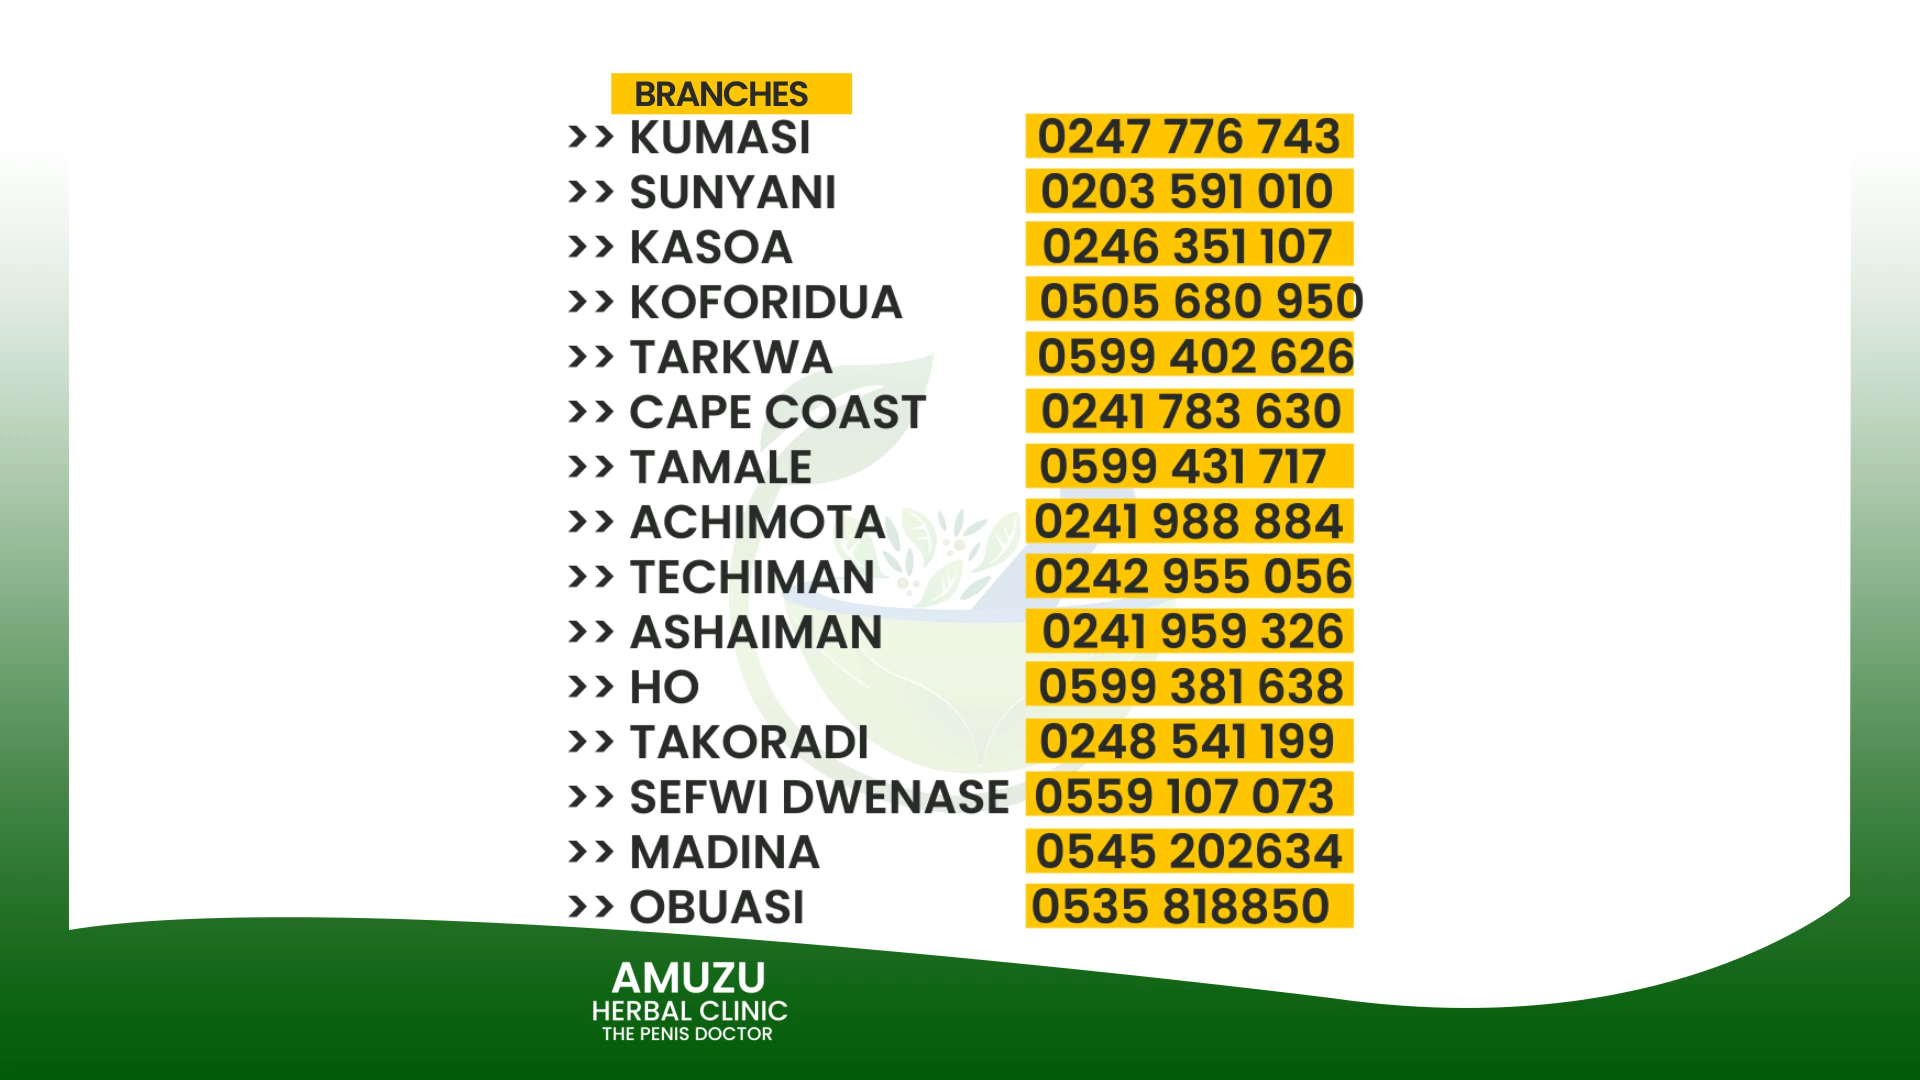 BRANCHES
>> KUMASI 0247 776 743
>> SUNYANI 0203 591 010
>> KASOA 0246 351 107
>> KOFORIDUA 0505 680 950
>> TARKWA 0599 402 626
>> CAPE COAST 0241 783 630
>> TAMALE 0599 431 717
>> ACHIMOTA 0241 988 884
>> TECHIMAN 0242 955 056
>> ASHAIMAN 0241 959 326
>> HO 0599 381 638
>> TAKORADI 0248 541 199
>> SEFWI DWENASE 0559 107 073
>> MADINA 0545 202634
>> OBUASI 0535 818850
AMUZU
HERBAL CLINIC
THE PENIS DOCTOR